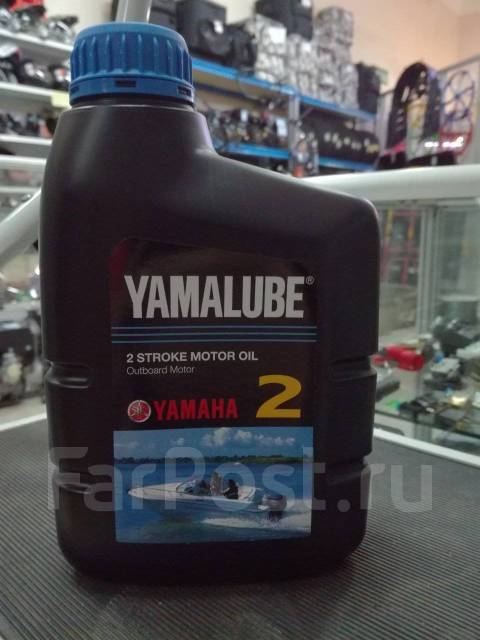 YAMALUBE®
2 STROKE MOTOR OIL
Outboard Motor
YAMAHA 2
FarPost.ru